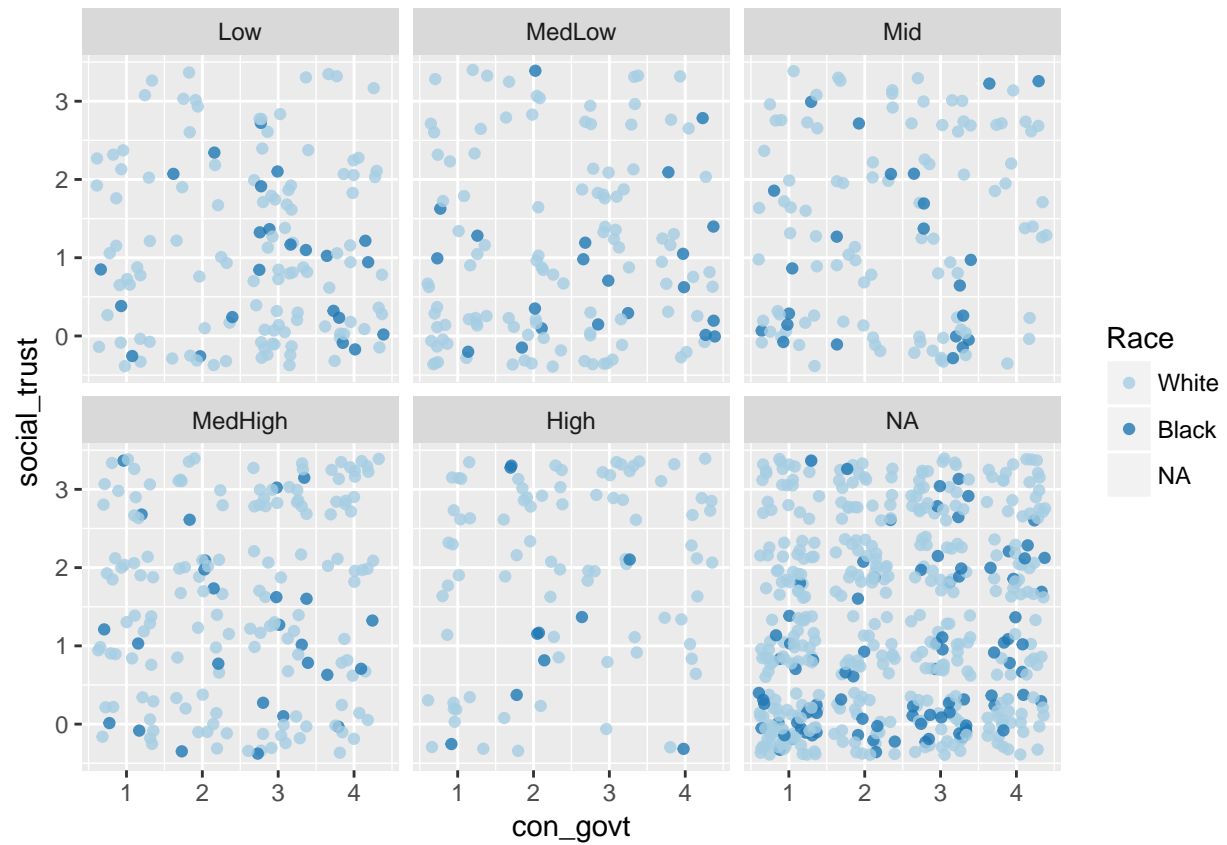 Low MedLow Mid
3
2
1
0
MedHigh High NA
3
2
1
0
1 2 3 4 1 2 3 4 1 2 3 4
con_govt
social_trust
Race
White
Black
NA